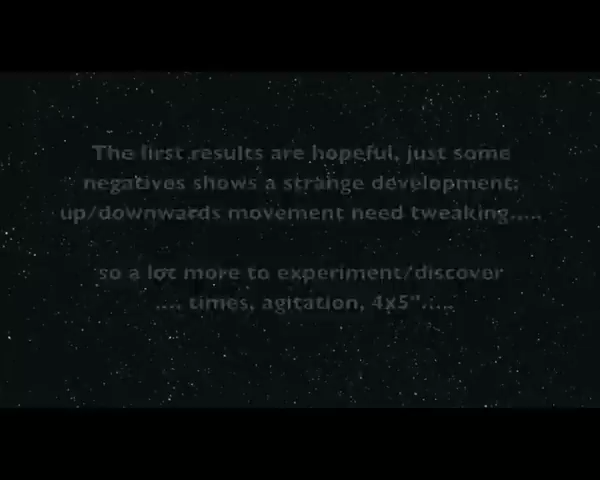 The first results are hopeful, just some
negatives shows a strange development:
up/downwards movement need tweaking.....
so a lot more to experiment/discover
.... times, agitation, 4x5".....